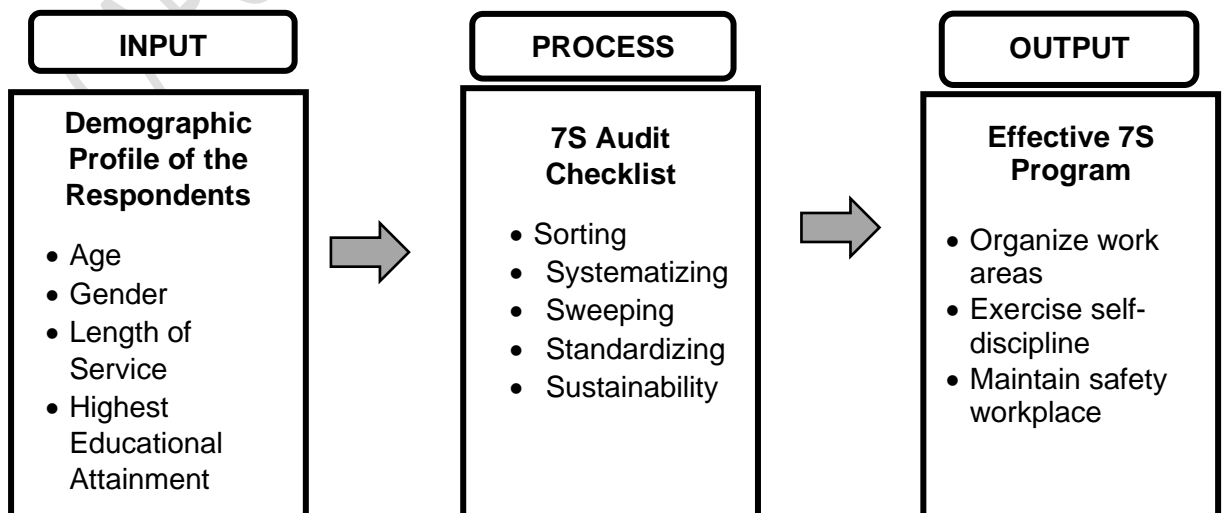 INPUT
Demographic
Profile of the
Respondents
• Age
• Gender
• Length of
Service
• Highest
Educational
Attainment
PROCESS
7S Audit
Checklist
• Sorting
• Systematizing
• Sweeping
• Standardizing
• Sustainability
OUTPUT
Effective 7S
Program
• Organize work
areas
• Exercise self-
discipline
• Maintain safety
workplace